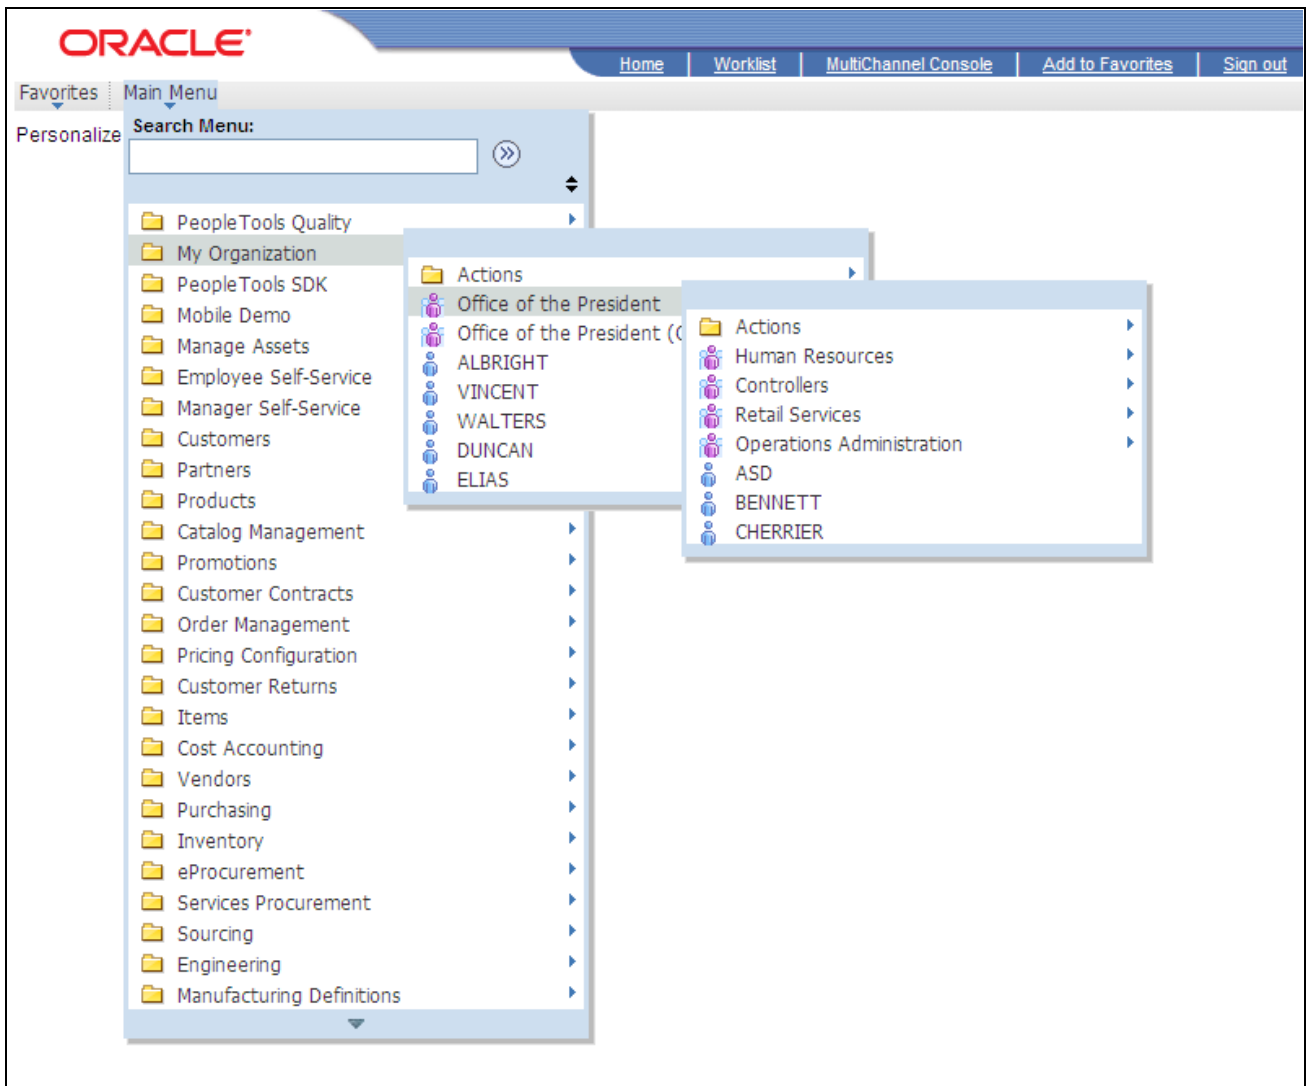 ORACLE
Home Worklist MultiChannel Console Add to Favorites Sign out
Favorites Main Menu
Personalize
Search Menu:
PeopleTools Quality
My Organization
PeopleTools SDK
Mobile Demo
Manage Assets
Employee Self-Service
Manager Self-Service
Customers
Partners
Products
Catalog Management
Promotions
Customer Contracts
Order Management
Pricing Configuration
Customer Returns
Items
Cost Accounting
Vendors
Purchasing
Inventory
eProcurement
Services Procurement
Sourcing
Engineering
Manufacturing Definitions
Actions
Office of the President
Office of the President (
ALBRIGHT
VINCENT
WALTERS
DUNCAN
ELIAS
Actions
Human Resources
Controllers
Retail Services
Operations Administration
ASD
BENNETT
CHERRIER